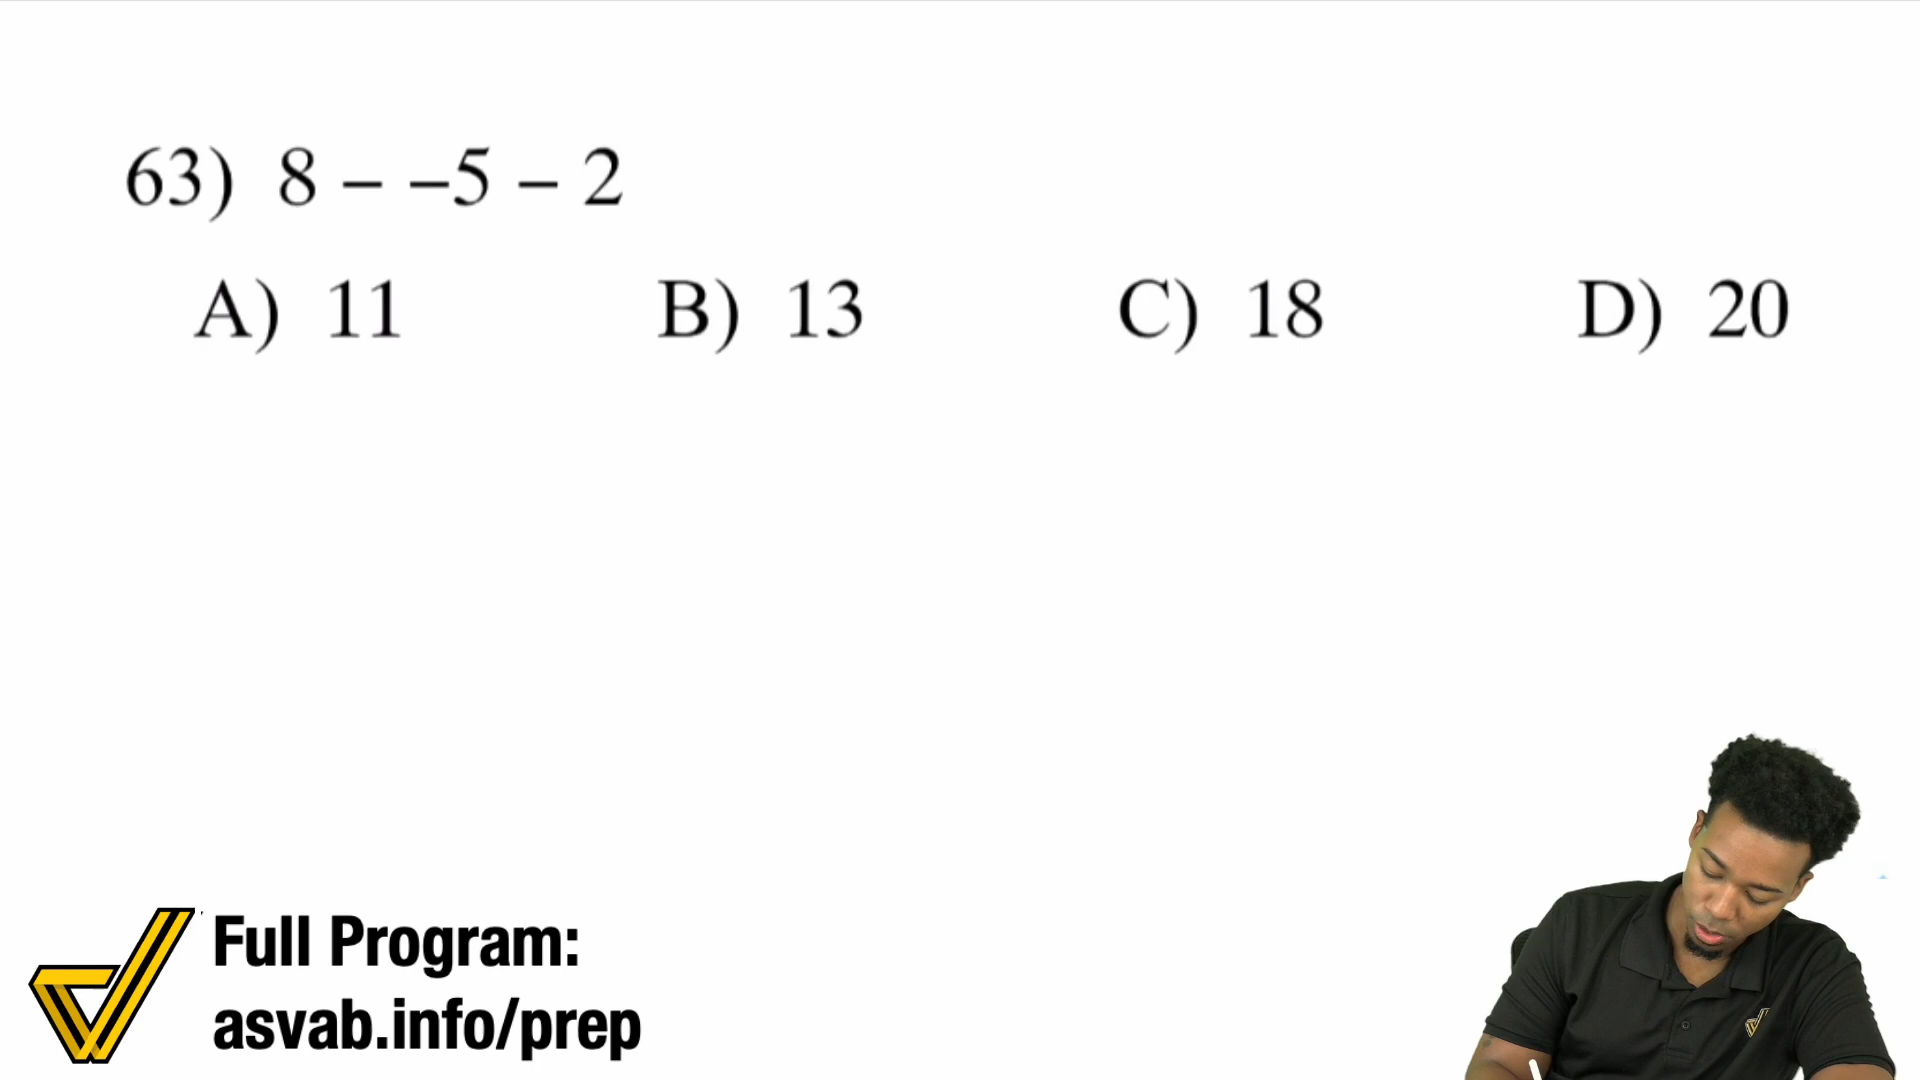 63) 8 – –5 – 2
A) 11 B) 13 C) 18 D) 20
Full Program:
asvab.info/prep